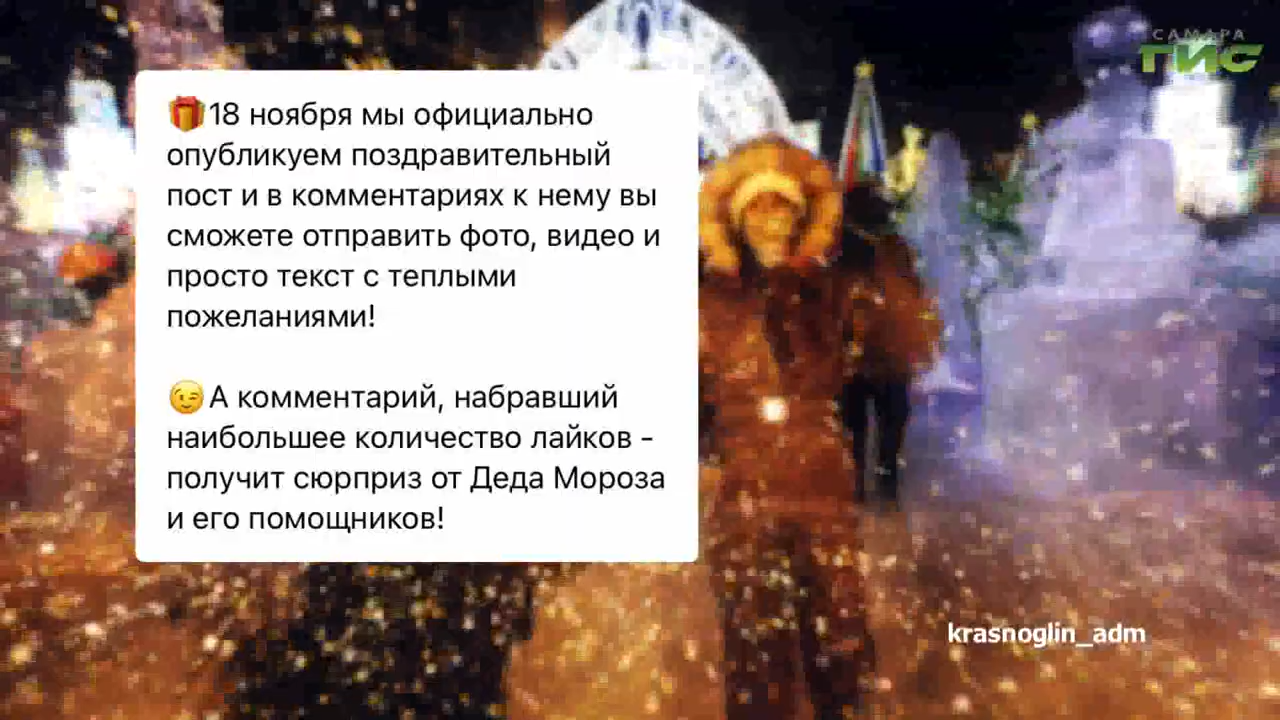 САМАРА
ГИС
🎁18 ноября мы официально
опубликуем поздравительный
пост и в комментариях к нему вы
сможете отправить фото, видео и
просто текст с теплыми
пожеланиями!
😉А комментарий, набравший
наибольшее количество лайков -
получит сюрприз от Деда Мороза
и его помощников!
krasnoglin_adm